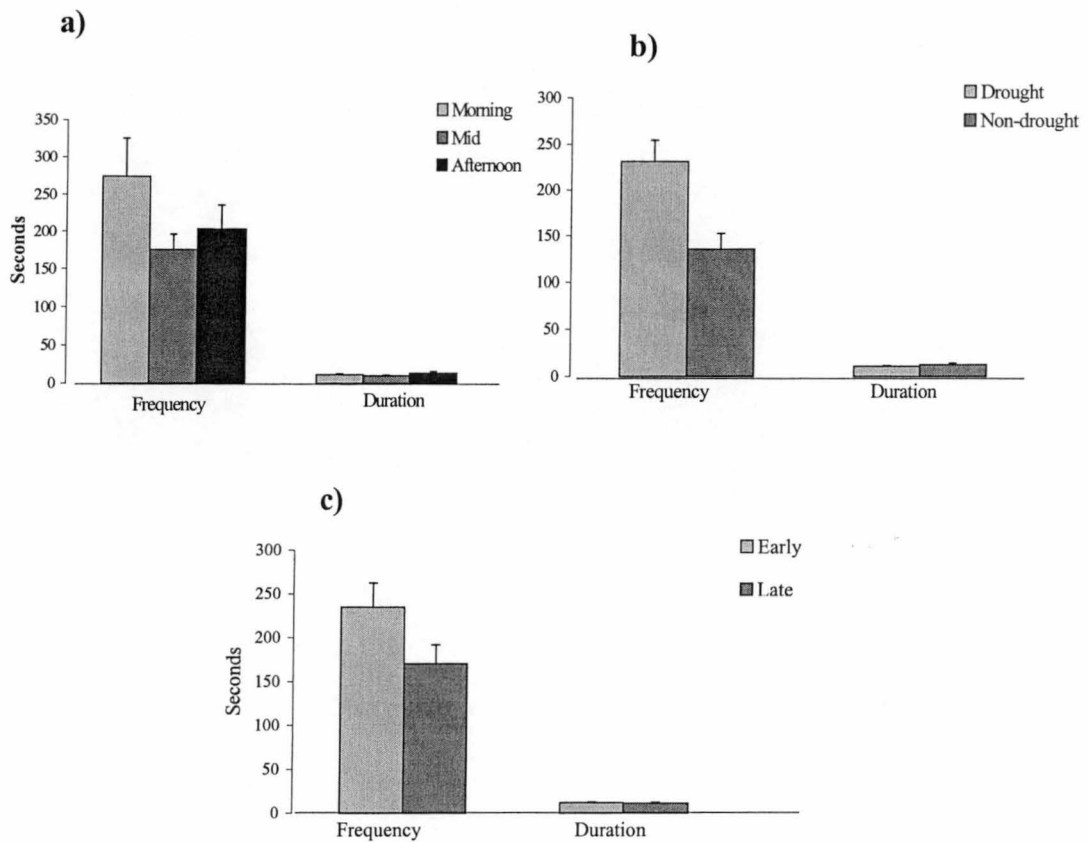 a)
Morning
Mid
Afternoon
350
300
250
200
150
100
50
0
Seconds
Frequency
Duration
b)
Drought
Non-drought
300
250
200
150
100
50
0
Frequency
Duration
c)
Early
Late
300
250
200
150
100
50
0
Seconds
Frequency
Duration